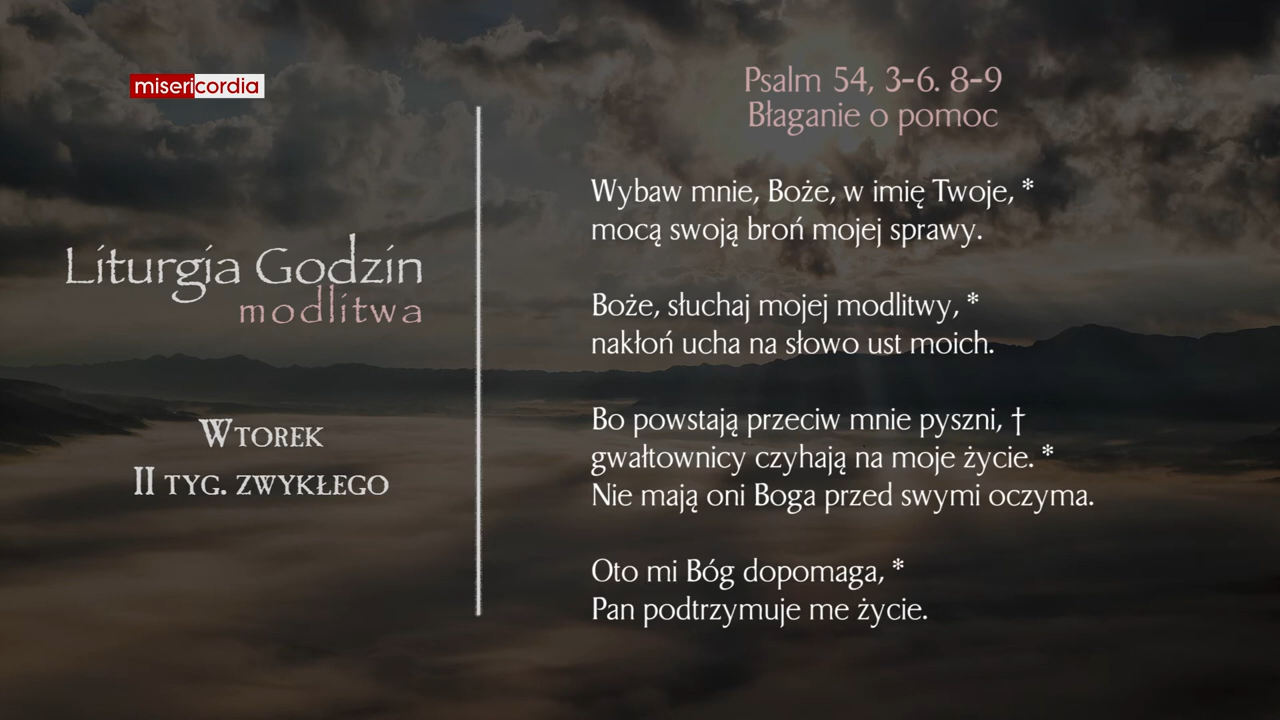 misericordia
Liturgia Godzin
modlitwa
Wtorek
II tyg. zwykłego
Psalm 54, 3-6. 8-9
Błaganie o pomoc
Wybaw mnie, Boże, w imię Twoje, *
mocą swoją broń mojej sprawy.
Boże, słuchaj mojej modlitwy, *
nakłoń ucha na słowo ust moich.
Bo powstają przeciw mnie pyszni, †
gwałtownicy czyhają na moje życie. *
Nie mają oni Boga przed swymi oczyma.
Oto mi Bóg dopomaga, *
Pan podtrzymuje me życie.